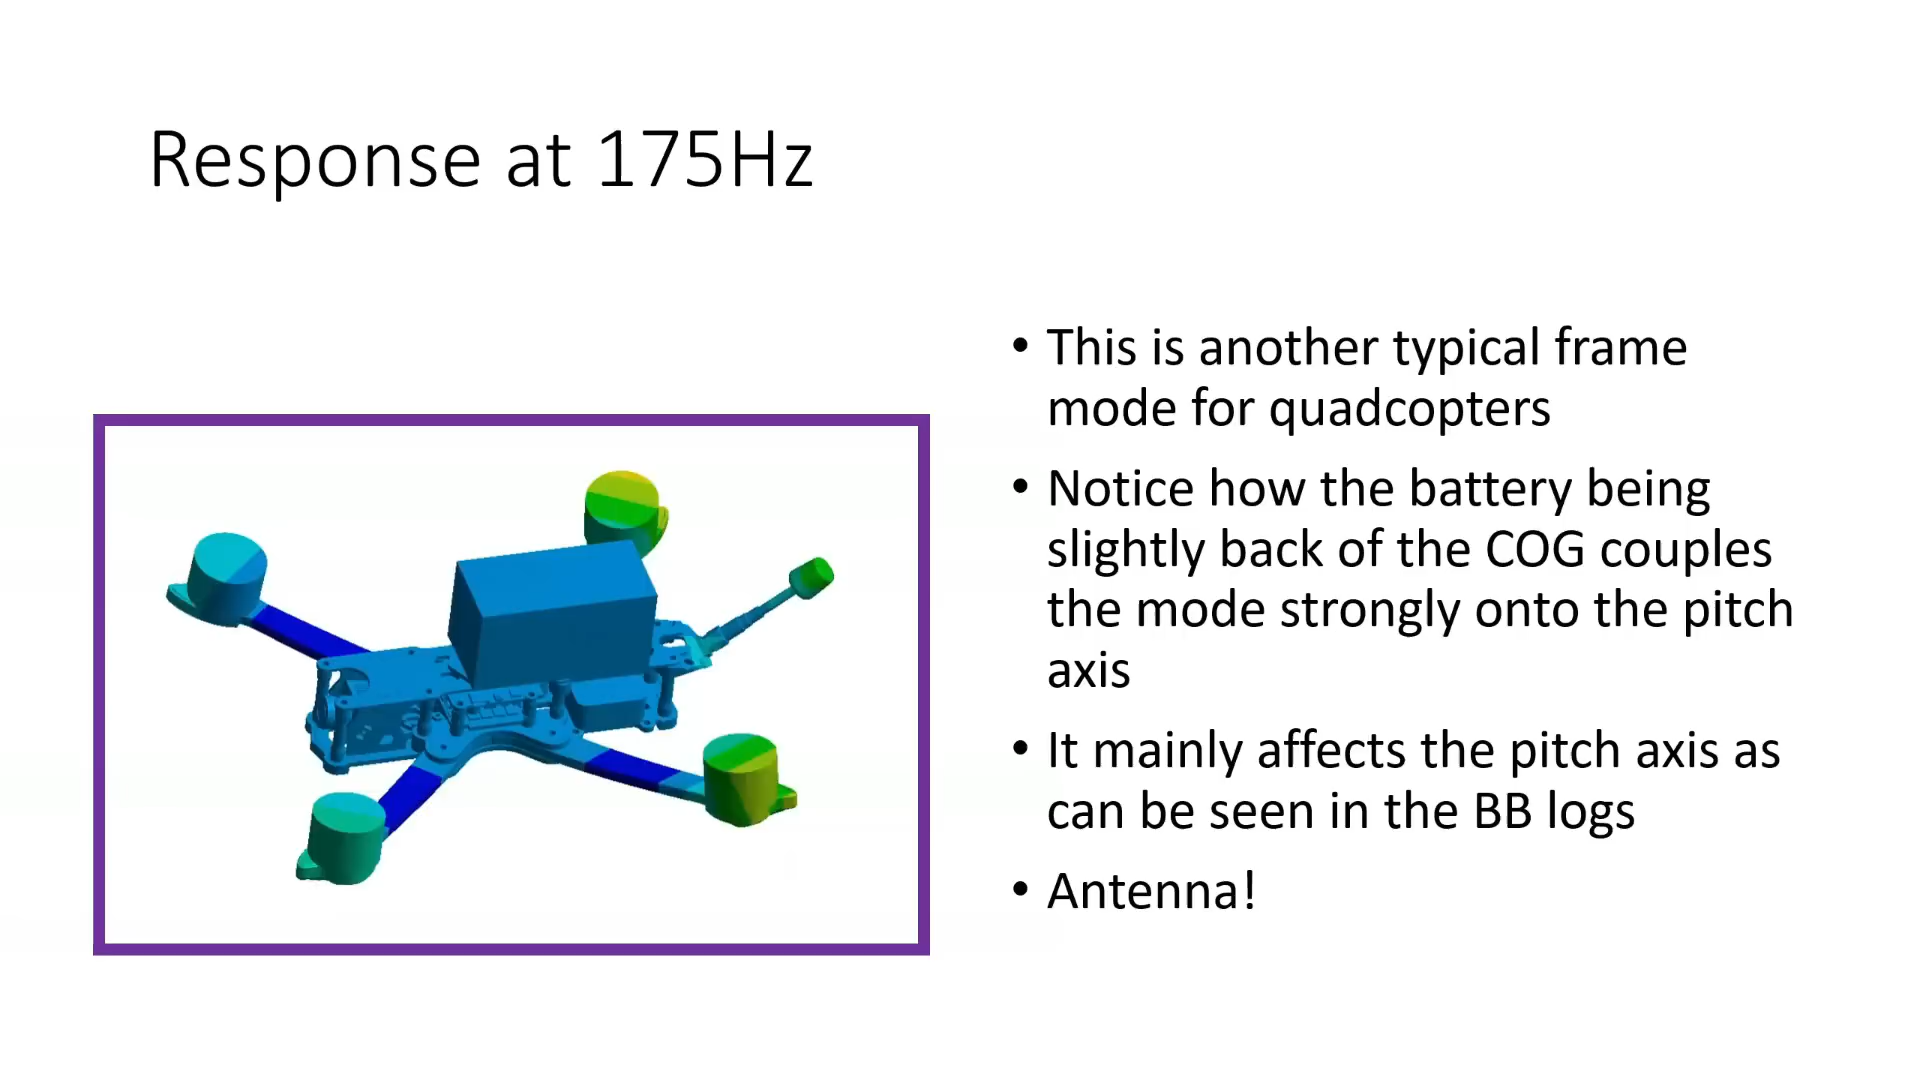 Response at 175Hz
• This is another typical frame
mode for quadcopters
• Notice how the battery being
slightly back of the COG couples
the mode strongly onto the pitch
axis
• It mainly affects the pitch axis as
can be seen in the BB logs
• Antenna!